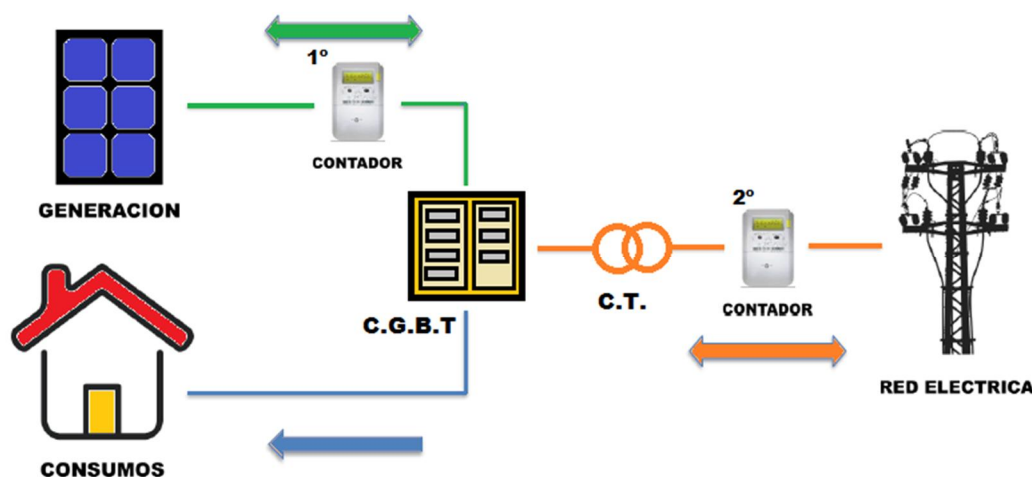 1º
CONTADOR
GENERACION
2º
C.G.B.T
C.T.
CONTADOR
RED ELECTRICA
CONSUMOS